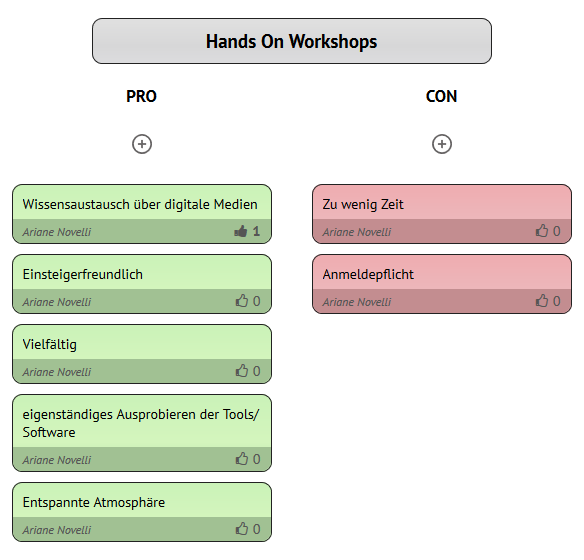 Hands On Workshops
PRO
CON
Wissensaustausch über digitale Medien
Ariane Novelli 1
Einsteigerfreundlich
Ariane Novelli 0
Vielfältig
Ariane Novelli 0
eigenständiges Ausprobieren der Tools/
Software
Ariane Novelli 0
Entspannte Atmosphäre
Ariane Novelli 0
Zu wenig Zeit
Ariane Novelli 0
Anmeldepflicht
Ariane Novelli 0